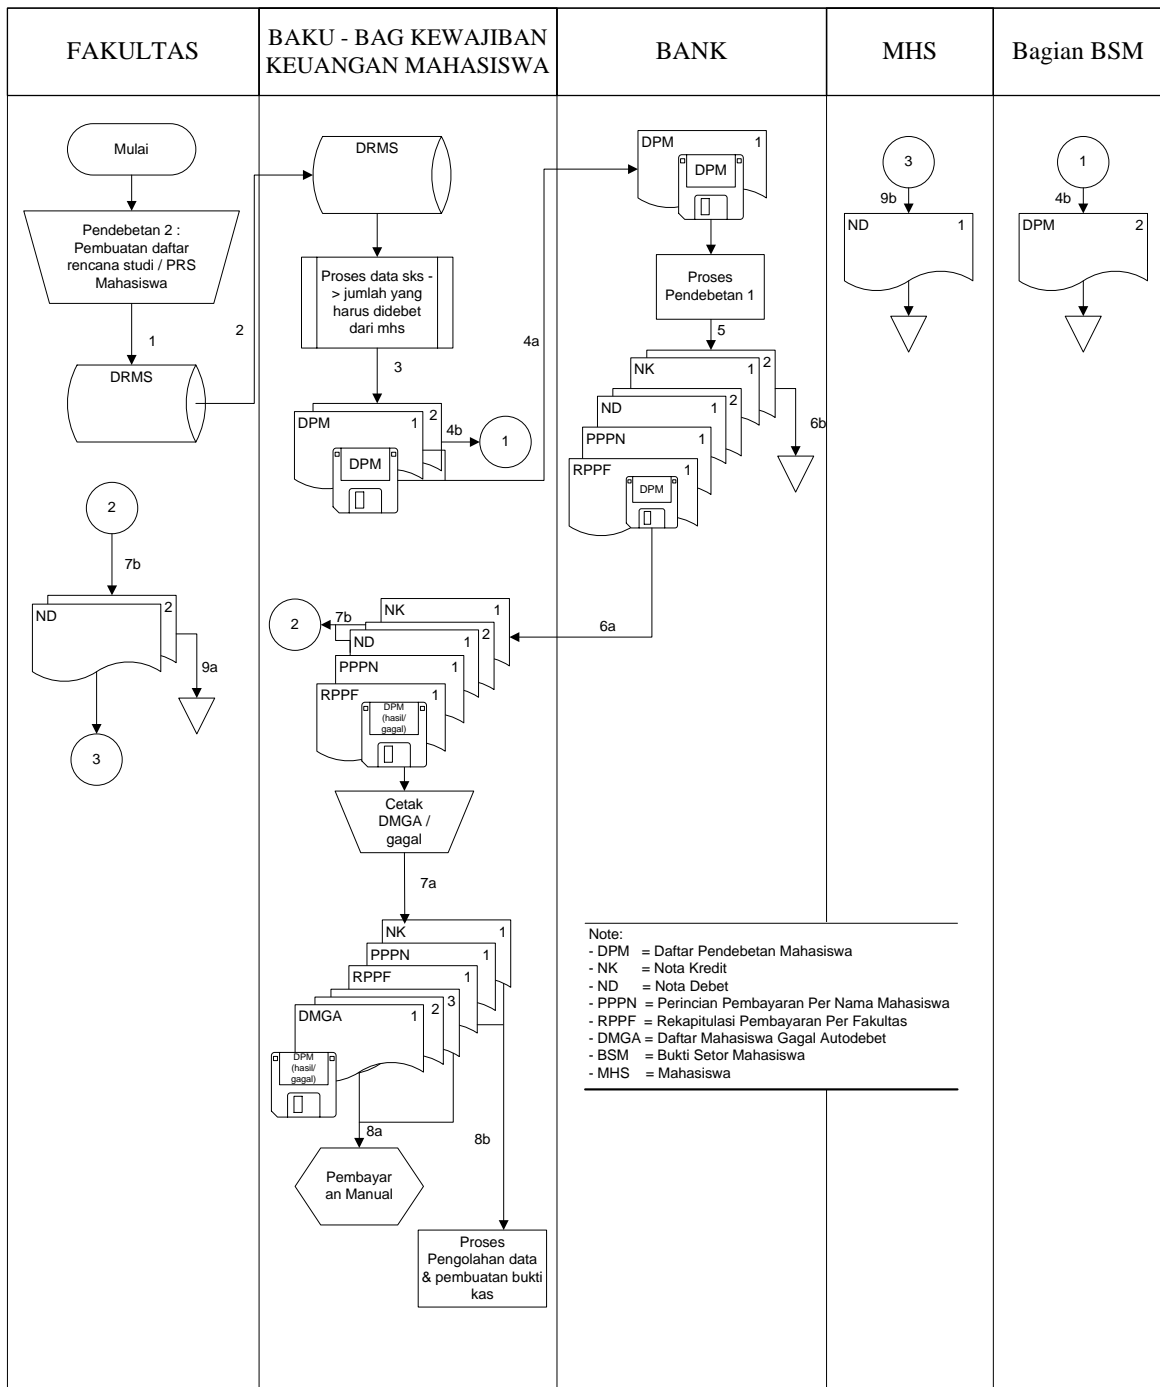 FAKULTAS
BAKU - BAG KEWAJIBAN
KEUANGAN MAHASISWA
BANK
MHS
Bagian BSM
Mulai
Pendebetan 2 :
Pembuatan daftar
rencana studi / PRS
Mahasiswa
1
2
DRMS
2
7b
ND
2
9a
3
DRMS
Proses data sks -
> jumlah yang
harus didebet
dari mhs
3
4a
DPM
1
2
4b
1
DPM
2
7b
NK
1
ND
1
2
PPPN
1
RPPF
1
DPM
(hasil/
gagal)
Cetak
DMGA /
gagal
7a
NK
1
PPPN
1
RPPF
1
DMGA
1
2
3
DPM
(hasil/
gagal)
8a
8b
Pembayar
an Manual
Proses
Pengolahan data
& pembuatan bukti
kas
DPM
1
DPM
Proses
Pendebetan 1
5
NK
1
2
ND
1
2
PPPN
1
RPPF
1
DPM
6b
6a
3
9b
ND
1
1
4b
DPM
2
Note:
- DPM = Daftar Pendebetan Mahasiswa
- NK = Nota Kredit
- ND = Nota Debet
- PPPN = Perincian Pembayaran Per Nama Mahasiswa
- RPPF = Rekapitulasi Pembayaran Per Fakultas
- DMGA = Daftar Mahasiswa Gagal Autodebet
- BSM = Bukti Setor Mahasiswa
- MHS = Mahasiswa